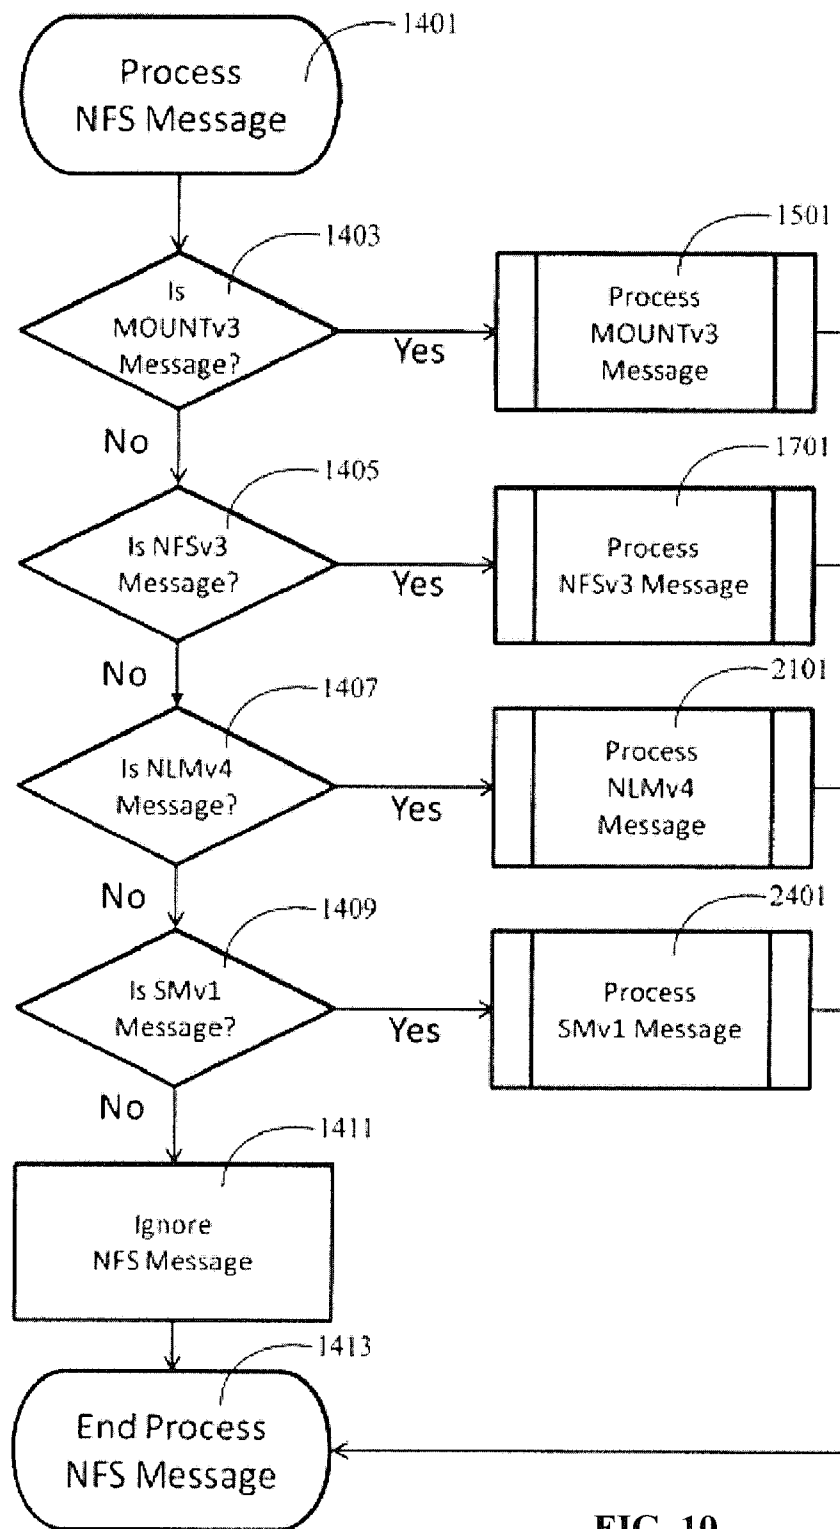 1401
Process
NFS Message
1403
Is
MOUNTv3
Message?
Yes
1501
Process
MOUNTv3
Message
No
1405
Is NFSv3
Message?
Yes
1701
Process
NFSv3 Message
No
1407
Is NLMv4
Message?
Yes
2101
Process
NLMv4
Message
No
1409
Is SMv1
Message?
Yes
2401
Process
SMv1 Message
No
1411
Ignore
NFS Message
1413
End Process
NFS Message
FIG. 10